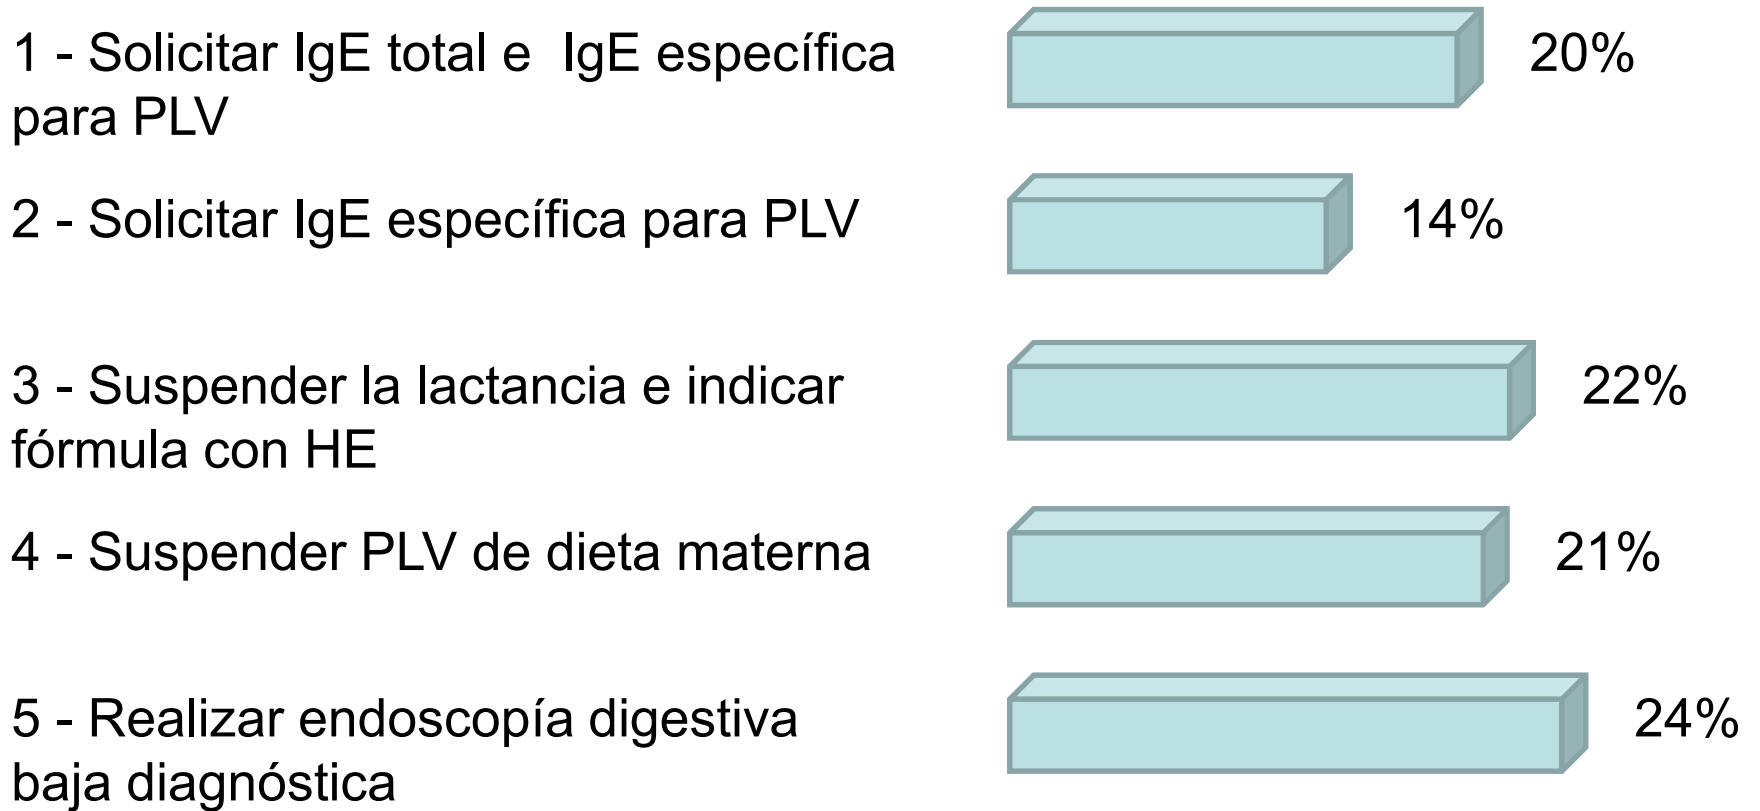 1 - Solicitar IgE total e  IgE específica
para PLV
20%
2 - Solicitar IgE específica para PLV
14%
3 - Suspender la lactancia e indicar
fórmula con HE
22%
4 - Suspender PLV de dieta materna
21%
5 - Realizar endoscopía digestiva
baja diagnóstica
24%